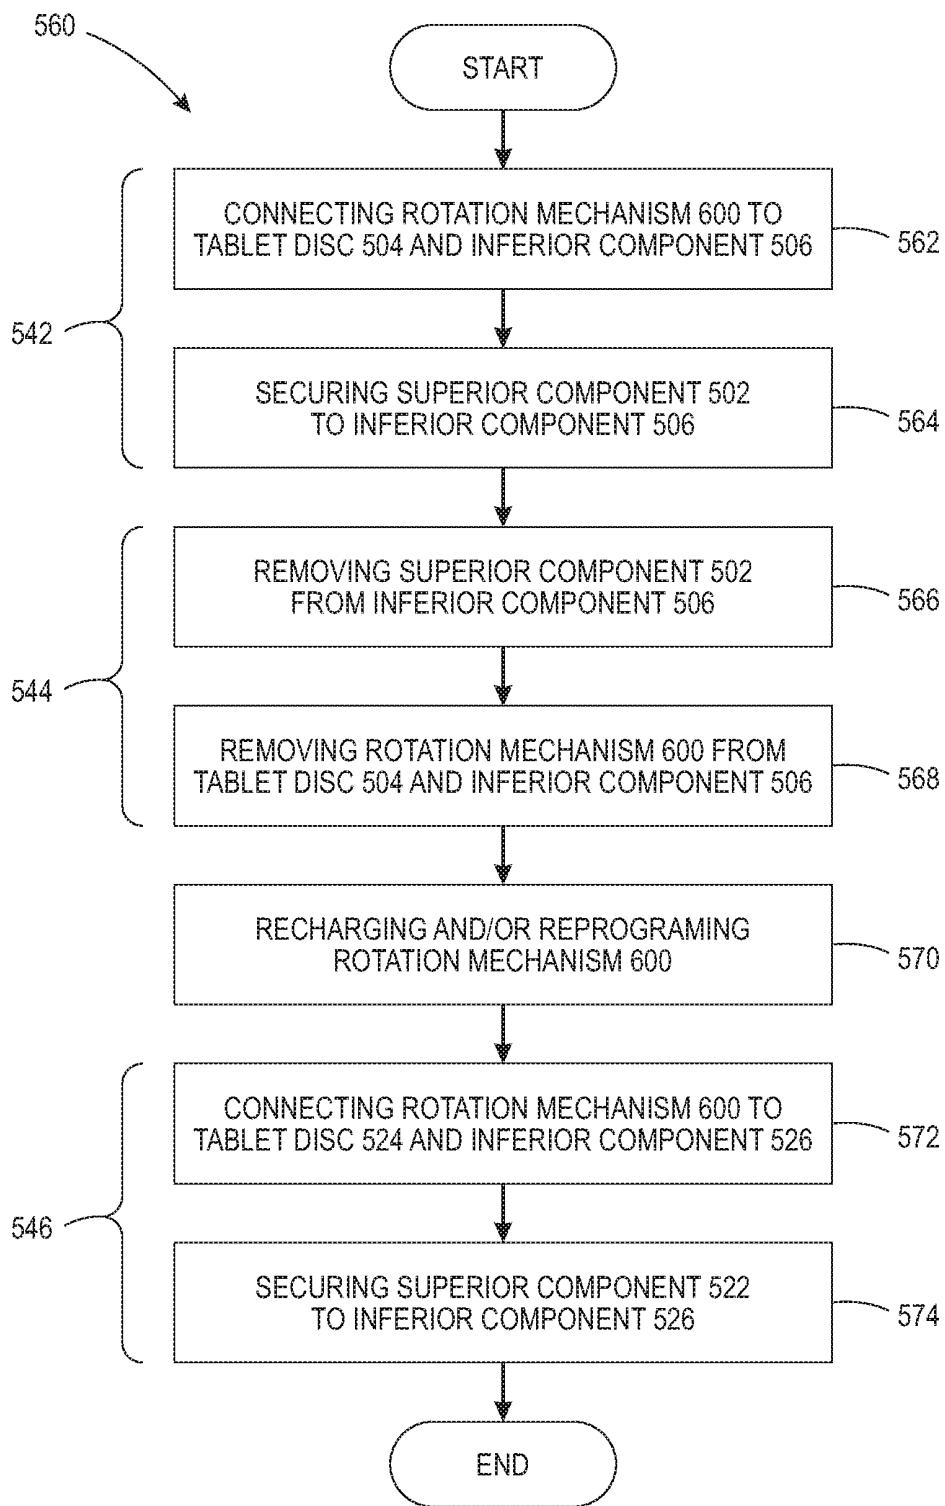 560
START
CONNECTING ROTATION MECHANISM 600 TO
TABLET DISC 504 AND INFERIOR COMPONENT 506
562
542
SECURING SUPERIOR COMPONENT 502
TO INFERIOR COMPONENT 506
564
REMOVING SUPERIOR COMPONENT 502
FROM INFERIOR COMPONENT 506
566
544
REMOVING ROTATION MECHANISM 600 FROM
TABLET DISC 504 AND INFERIOR COMPONENT 506
568
RECHARGING AND/OR REPROGRAMING
ROTATION MECHANISM 600
570
CONNECTING ROTATION MECHANISM 600 TO
TABLET DISC 524 AND INFERIOR COMPONENT 526
572
546
SECURING SUPERIOR COMPONENT 522
TO INFERIOR COMPONENT 526
574
END